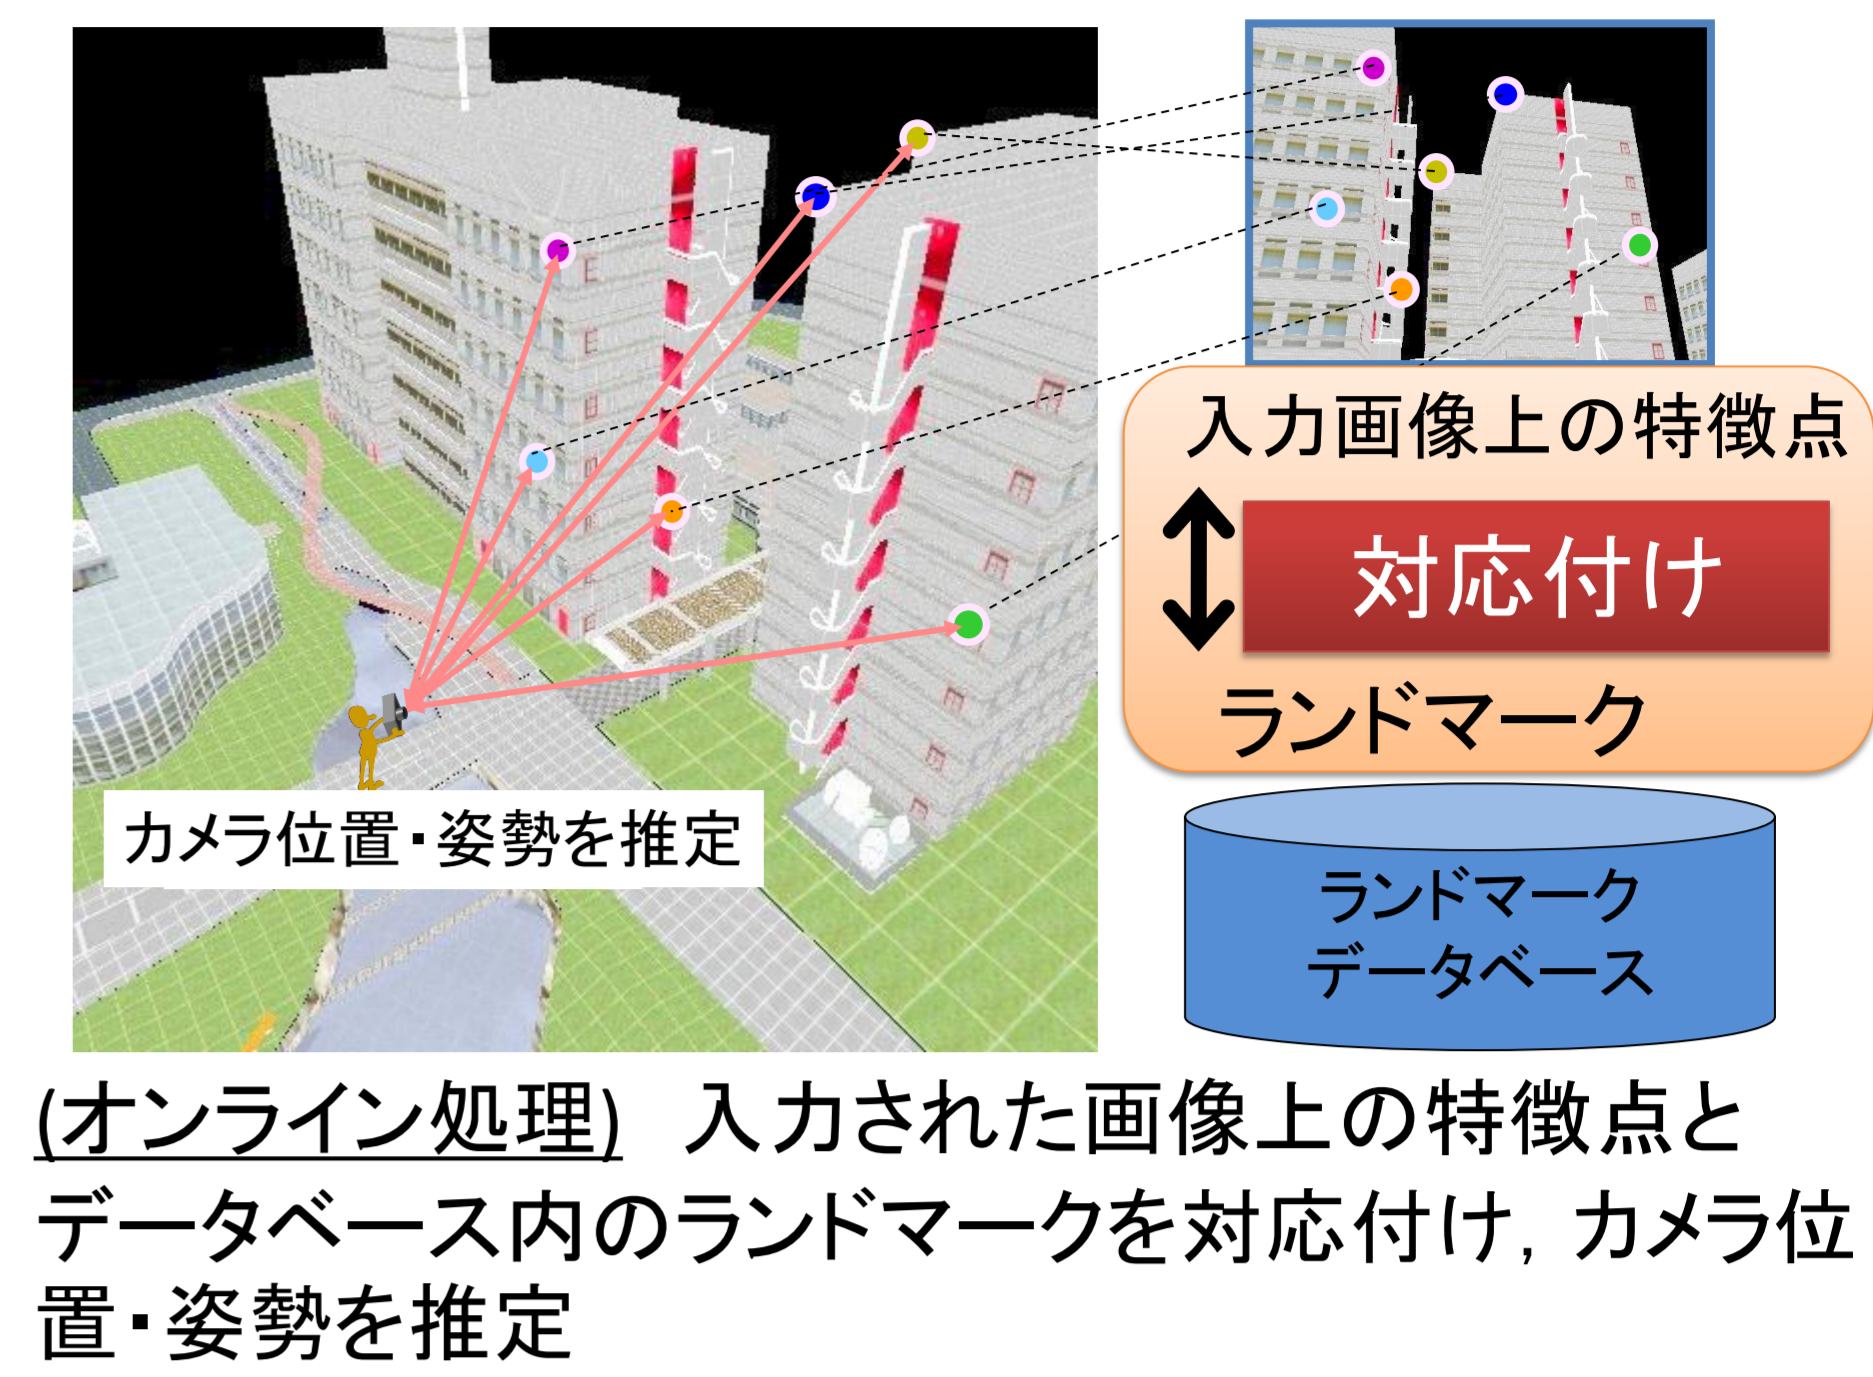 入力画像上の特徴点
対応付け
ランドマーク
カメラ位置・姿勢を推定
ランドマーク
データベース
(オンライン処理)　入力された画像上の特徴点と
データベース内のランドマークを対応付け, カメラ位
置・姿勢を推定